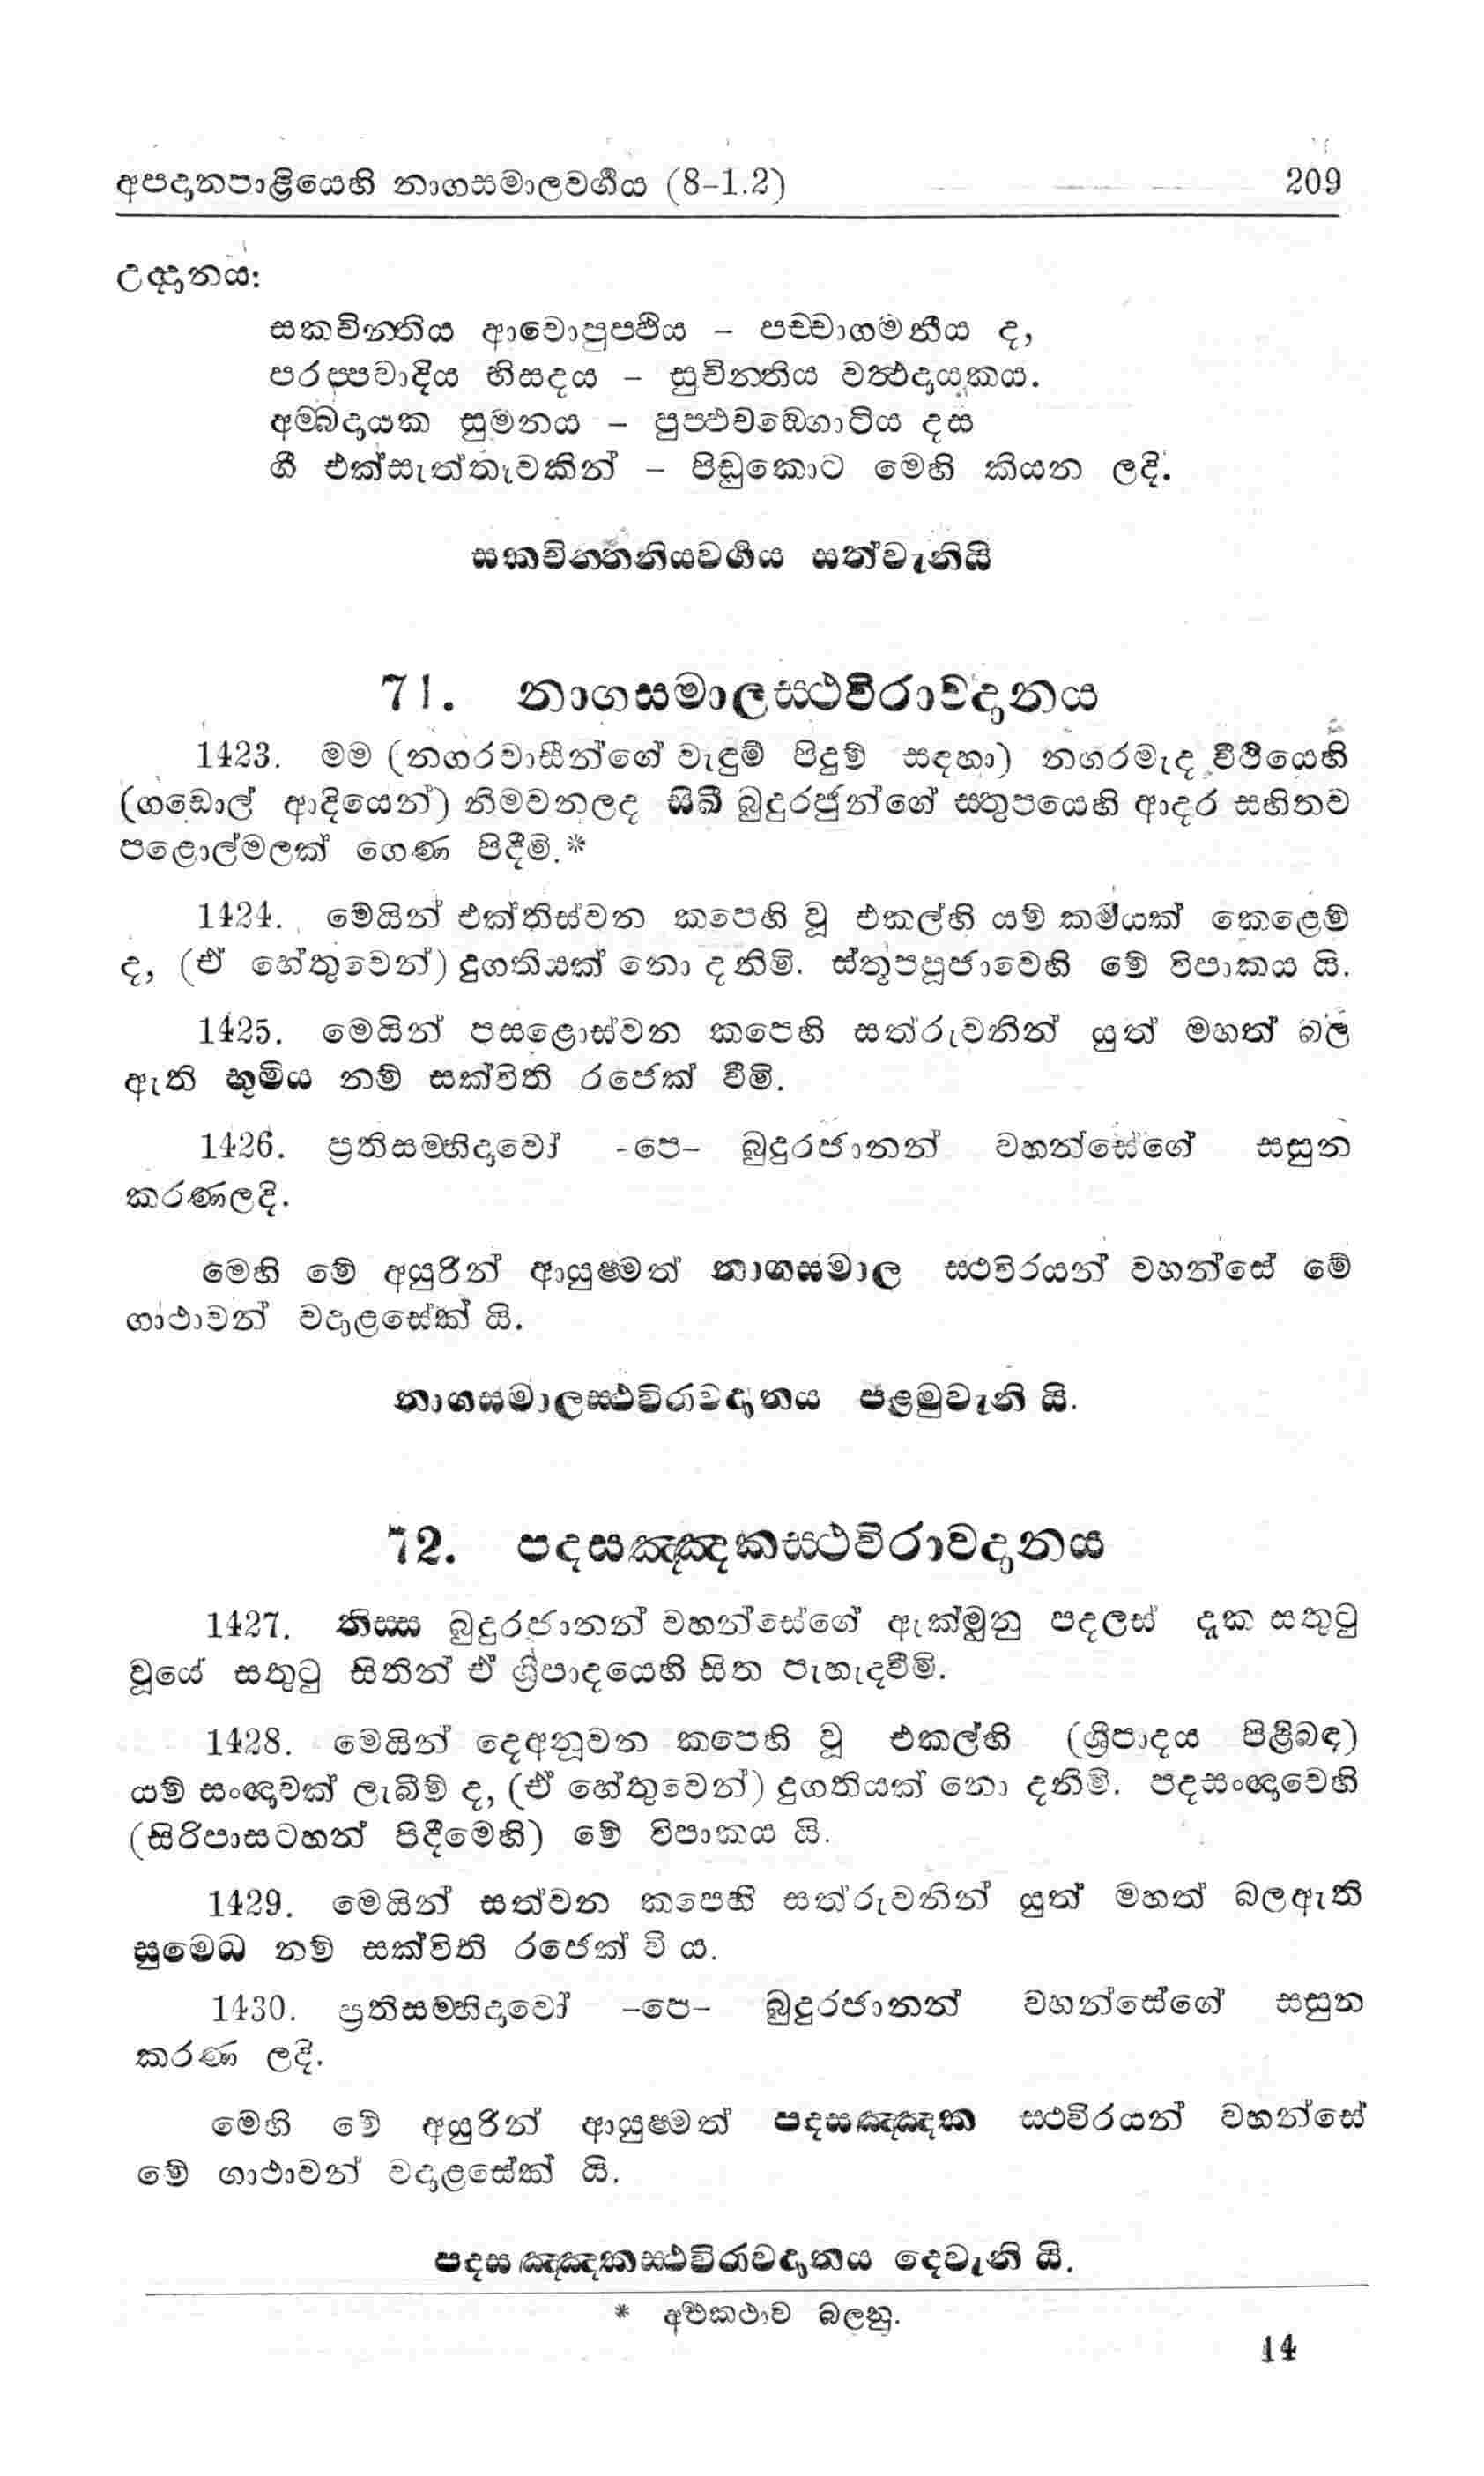 අපදානපාළියෙහි නාගසමාලවර්‍ගය (8-1.2) 209
උද්දානය:
සකචින්තනිය ආවොපුප්ඵිය – පච්චාගමනීය ද,
පරප්පවාදිය භිසදය – සුචින්තිය වත්ථදායකය.
අම්බදායක සුමනය – පුප්ඵචඞ්ගොටිය දස
ගී එක්සැත්තෑවකින් – පිඬුකොට මෙහි කියන ලදි.
සකචින්තනියවර්‍ගය සත්වැනියි
71. නාගසමාලස්ථවිරාවදානය
1423. මම (නගරවාසීන්ගේ වැඳුම් පිදුම් සඳහා) නගරමැද වීථියෙහි
(ගඩොල් ආදියෙන්) නිමවනලද සිඛී බුදුරජුන්ගේ ස්තුපයෙහි ආදර සහිතව
පළොල්මලක් ගෙණ පිදීමි.*
1424. මෙයින් එක්තිස්වන කපෙහි වූ එකල්හි යම් කර්‍මයක් කෙළෙම්
ද, (ඒ හේතුවෙන්) දුගතියක් නො දනිමි. ස්තූපපූජාවෙහි මේ විපාකය යි.
1425. මෙයින් පසළොස්වන කපෙහි සත්රුවනින් යුත් මහත් බල
ඇති භූමිය නම් සක්විති රජෙක් වීමි.
1426. ප්‍රතිසම්භිදාවෝ -පෙ- බුදුරජානන් වහන්සේගේ සසුන
කරණලදි.
මෙහි මේ අයුරින් ආයුෂ්මත් නාගසමාල ස්ථවිරයන් වහන්සේ මේ
ගාථාවන් වදාළසේක් යි.
නාගසමාලස්ථවිරාවදානය පළමුවැනි යි.
72. පදසඤ්ඤකස්ථවිරාවදානය
1427. තිස්ස බුදුරජානන් වහන්සේගේ ඇක්මුනු පදලස් දැක සතුටු
වූයේ සතුටු සිතින් ඒ ශ්‍රීපාදයෙහි සිත පැහැදවීමි.
1428. මෙයින් දෙඅනූවන කපෙහි වූ එකල්හි (ශ්‍රීපාදය පිළිබඳ)
යම් සංඥාවක් ලැබීම් ද, (ඒ හේතුවෙන්) දුගතියක් නො දනිමි. පදසංඥාවෙහි
(සිරිපාසටහන් පිදීමෙහි) මේ විපාකය යි.
1429. මෙයින් සත්වන කපෙහි සත්රුවනින් යුත් මහත් බලඇති
සුමෙධ නම් සක්විති රජෙක් වි ය.
1430. ප්‍රතිසම්භිදාවෝ –පෙ– බුදුරජානන් වහන්සේගේ සසුන
කරණ ලදි.
මෙහි මේ අයුරින් ආයුෂ්මත් පදසඤ්ඤක ස්ථවිරයන් වහන්සේ
මේ ගාථාවන් වදාළසේක් යි.
පදසඤ්ඤකස්ථවිරාවදානය දෙවැනි යි.
* අටුකථාව බලනු.
14